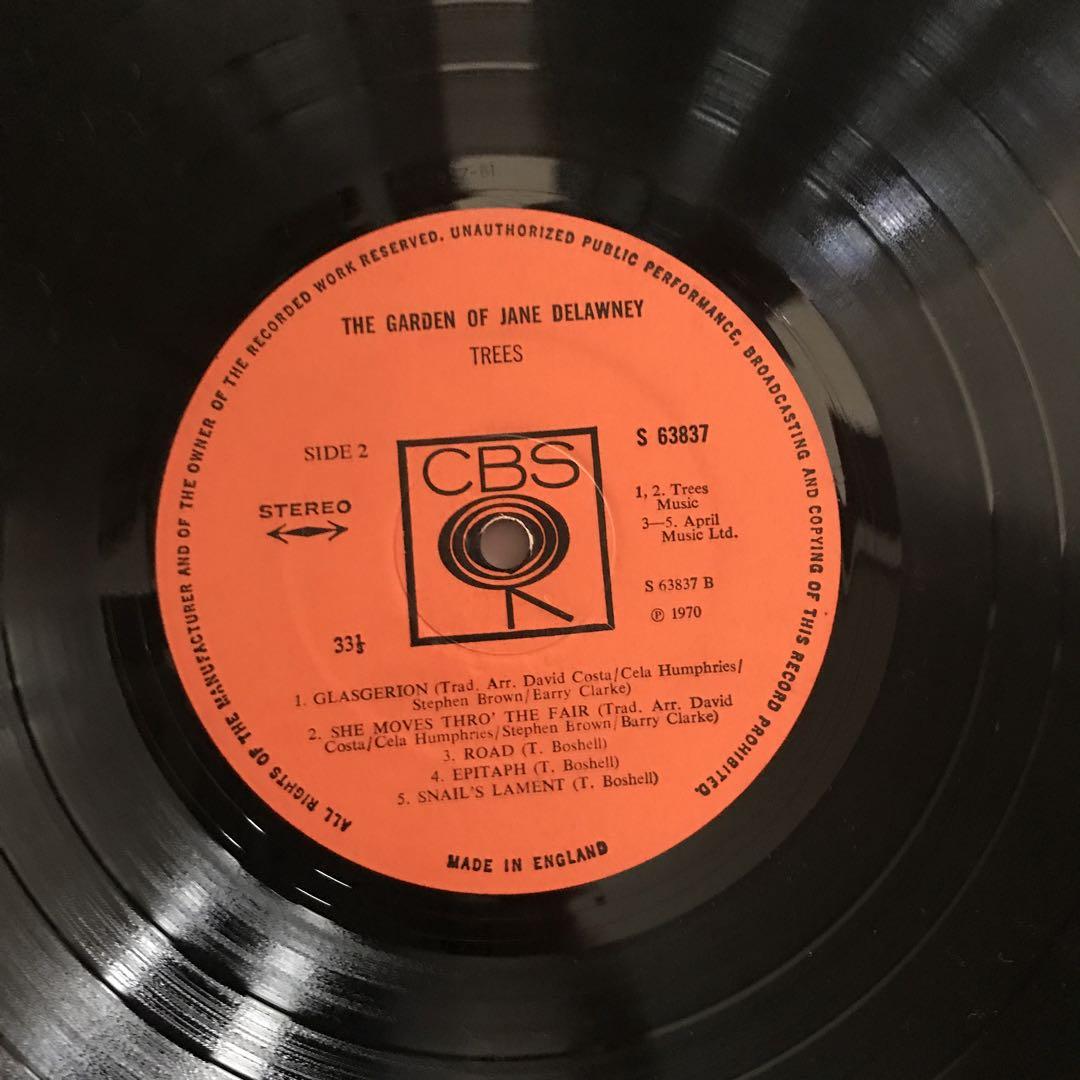 ALL RIGHTS OF THE MANUFACTURER AND OF THE OWNER OF THE RECORDED WORK RESERVED. UNAUTHORIZED PUBLIC PERFORMANCE, BROADCASTING AND COPYING OF THIS RECORD PROHIBITED.
THE GARDEN OF JANE DELAWNEY
TREES
SIDE 2
STEREO
CBS
S 63837
1, 2. Trees
Music
3—5. April
Music Ltd.
S 63837 B
℗ 1970
33⅓
1. GLASGERION (Trad. Arr. David Costa/Cela Humphries/
Stephen Brown/Barry Clarke)
2. SHE MOVES THRO' THE FAIR (Trad. Arr. David
Costa/Cela Humphries/Stephen Brown/Barry Clarke)
3. ROAD (T. Boshell)
4. EPITAPH (T. Boshell)
5. SNAIL'S LAMENT (T. Boshell)
MADE IN ENGLAND